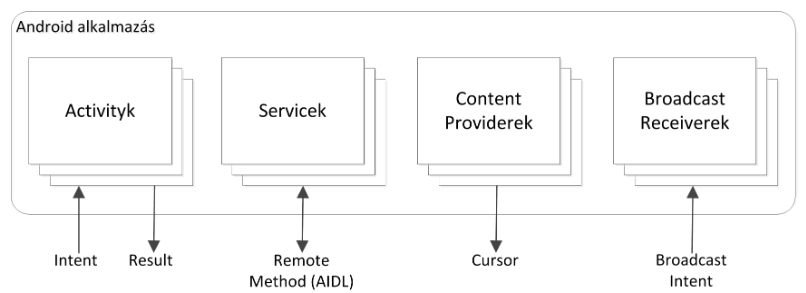 Android alkalmazás
Activityk
Servicek
Content
Providerek
Broadcast
Receiverek
Intent
Result
Remote
Method (AIDL)
Cursor
Broadcast
Intent